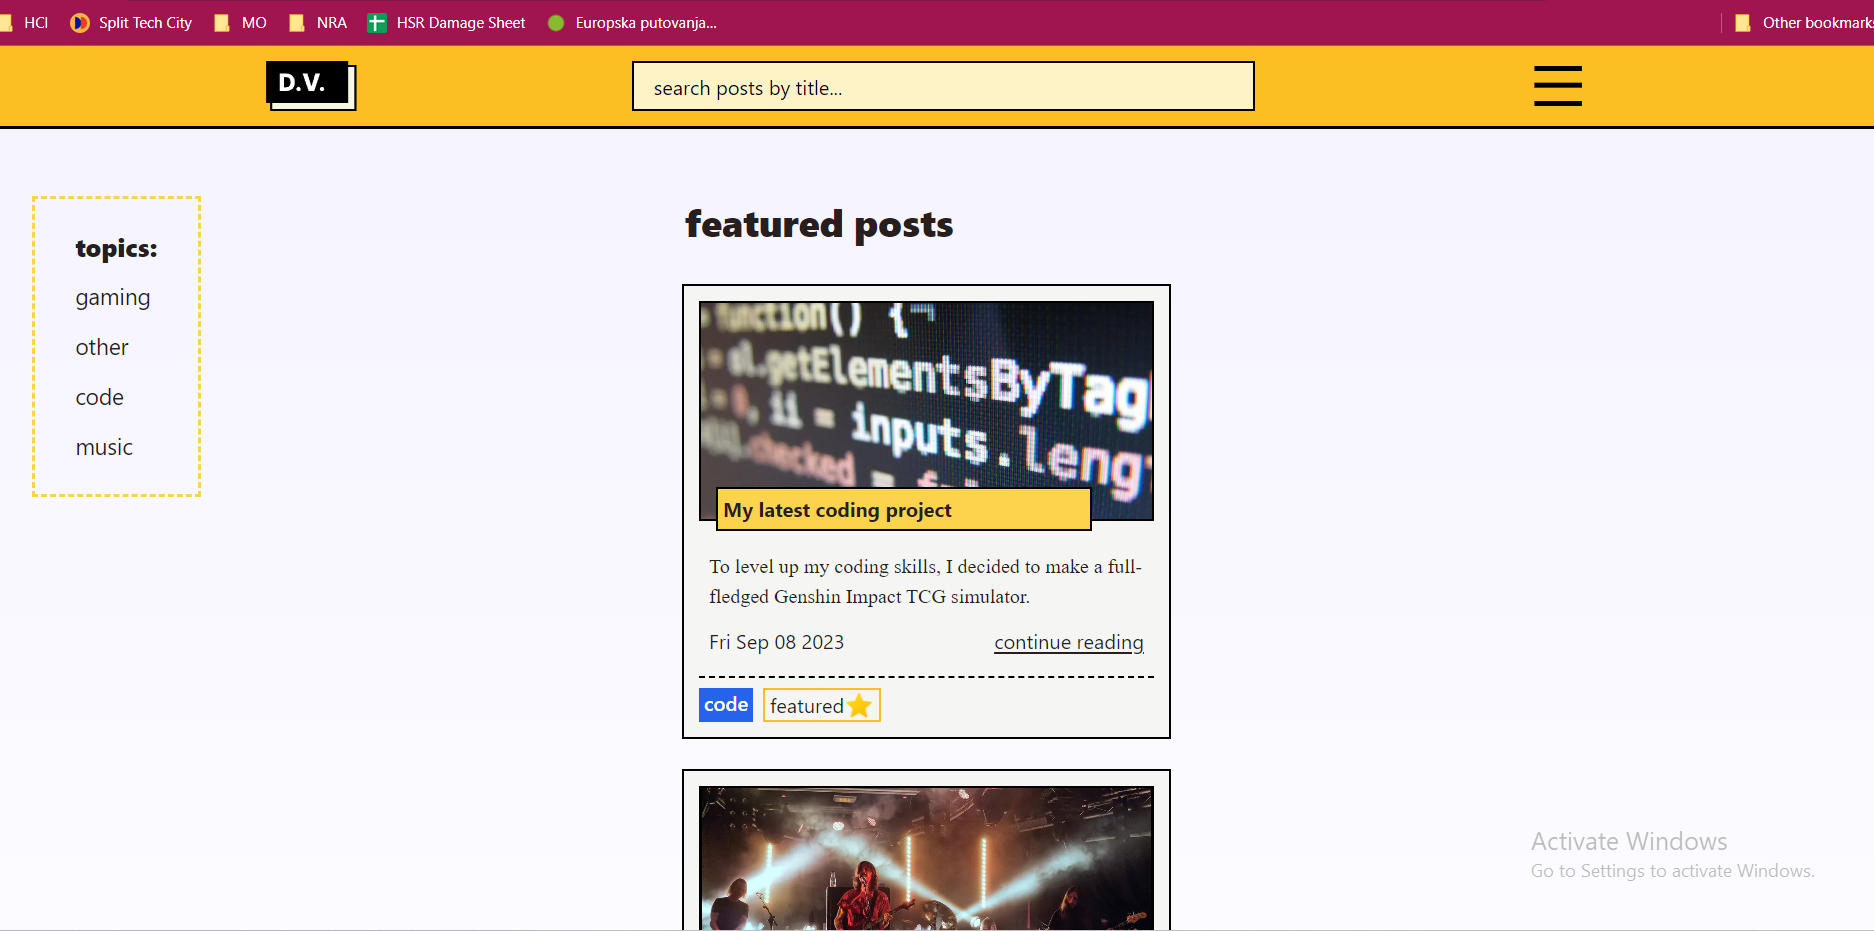 HCI
Split Tech City
MO
NRA
HSR Damage Sheet
Europska putovanja...
Other bookmarks
D.V.
search posts by title...
topics:
gaming
other
code
music
featured posts
function() {
getElementsByTag
ii = inputs.leng
checked =
My latest coding project
To level up my coding skills, I decided to make a full-
fledged Genshin Impact TCG simulator.
Fri Sep 08 2023
continue reading
code
featured
Activate Windows
Go to Settings to activate Windows.